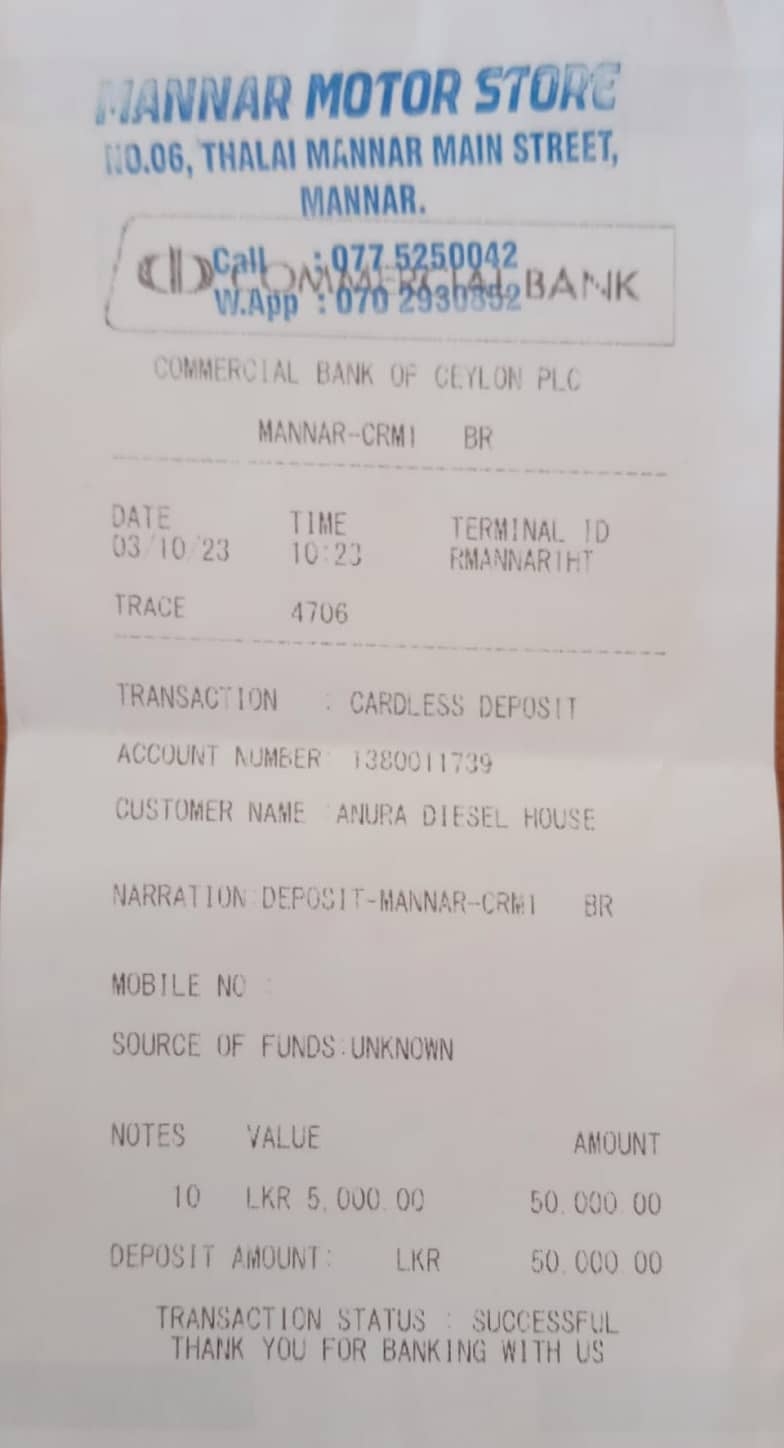 MANNAR MOTOR STORE
NO.06, THALAI MANNAR MAIN STREET,
MANNAR.
Call : 077 5250042
COMMERCIAL BANK
W.App : 070 2930352
COMMERCIAL BANK OF CEYLON PLC
MANNAR-CRM1 BR
DATE TIME TERMINAL ID
03/10/23 10:23 RMANNAR1HT
TRACE 4706
TRANSACTION : CARDLESS DEPOSIT
ACCOUNT NUMBER: 1380011739
CUSTOMER NAME :ANURA DIESEL HOUSE
NARRATION:DEPOSIT-MANNAR-CRM1 BR
MOBILE NO :
SOURCE OF FUNDS:UNKNOWN
NOTES VALUE AMOUNT
10 LKR 5,000.00 50,000.00
DEPOSIT AMOUNT: LKR 50,000.00
TRANSACTION STATUS : SUCCESSFUL
THANK YOU FOR BANKING WITH US